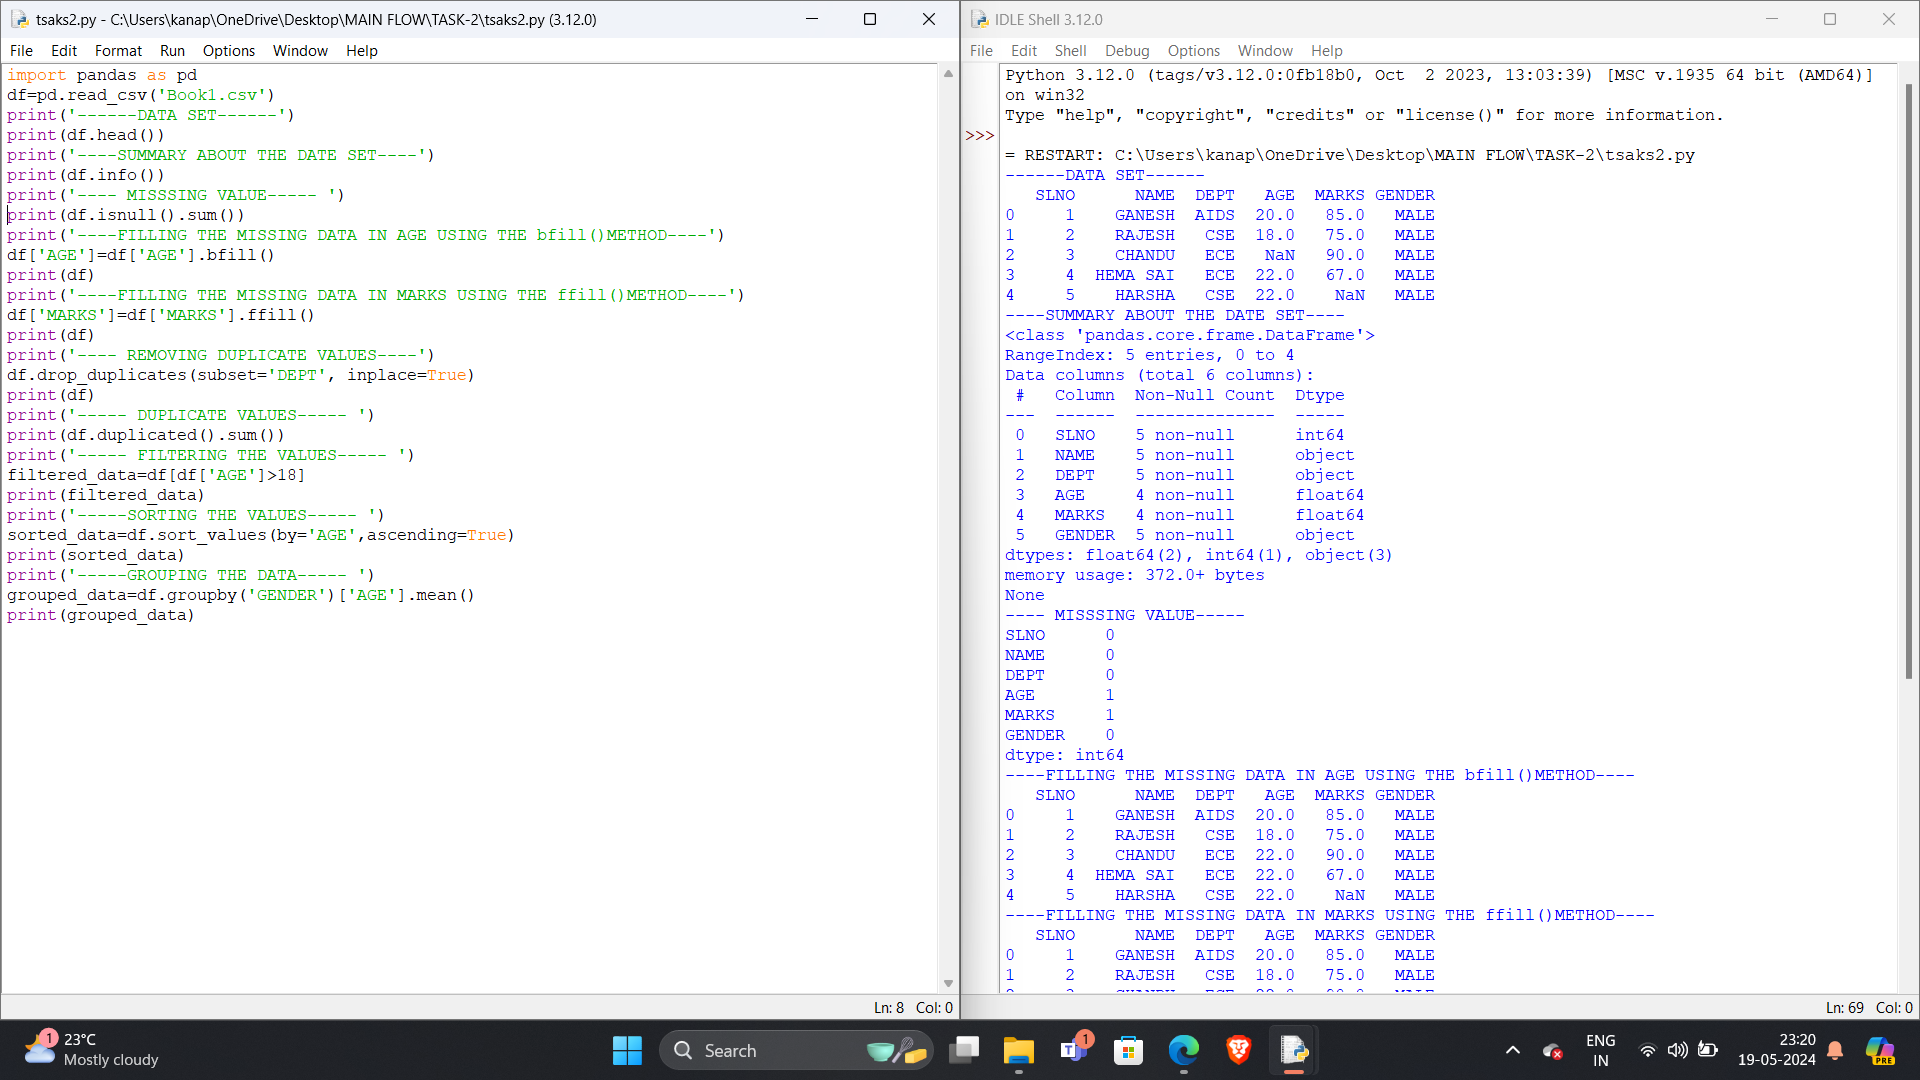 tsaks2.py - C:\Users\kanap\OneDrive\Desktop\MAIN FLOW\TASK-2\tsaks2.py (3.12.0)
File Edit Format Run Options Window Help
import pandas as pd
df=pd.read_csv('Book1.csv')
print('------DATA SET------')
print(df.head())
print('----SUMMARY ABOUT THE DATE SET----')
print(df.info())
print('---- MISSSING VALUE----- ')
print(df.isnull().sum())
print('----FILLING THE MISSING DATA IN AGE USING THE bfill()METHOD----')
df['AGE']=df['AGE'].bfill()
print(df)
print('----FILLING THE MISSING DATA IN MARKS USING THE ffill()METHOD----')
df['MARKS']=df['MARKS'].ffill()
print(df)
print('---- REMOVING DUPLICATE VALUES----')
df.drop_duplicates(subset='DEPT', inplace=True)
print(df)
print('----- DUPLICATE VALUES----- ')
print(df.duplicated().sum())
print('----- FILTERING THE VALUES----- ')
filtered_data=df[df['AGE']>18]
print(filtered_data)
print('-----SORTING THE VALUES----- ')
sorted_data=df.sort_values(by='AGE',ascending=True)
print(sorted_data)
print('-----GROUPING THE DATA----- ')
grouped_data=df.groupby('GENDER')['AGE'].mean()
print(grouped_data)
Ln: 8 Col: 0
IDLE Shell 3.12.0
File Edit Shell Debug Options Window Help
Python 3.12.0 (tags/v3.12.0:0fb18b0, Oct  2 2023, 13:03:39) [MSC v.1935 64 bit (AMD64)]
on win32
Type "help", "copyright", "credits" or "license()" for more information.
>>>
= RESTART: C:\Users\kanap\OneDrive\Desktop\MAIN FLOW\TASK-2\tsaks2.py
------DATA SET------
   SLNO      NAME  DEPT   AGE  MARKS GENDER
0     1    GANESH  AIDS  20.0   85.0   MALE
1     2    RAJESH   CSE  18.0   75.0   MALE
2     3    CHANDU   ECE   NaN   90.0   MALE
3     4  HEMA SAI   ECE  22.0   67.0   MALE
4     5    HARSHA   CSE  22.0    NaN   MALE
----SUMMARY ABOUT THE DATE SET----
<class 'pandas.core.frame.DataFrame'>
RangeIndex: 5 entries, 0 to 4
Data columns (total 6 columns):
 #   Column  Non-Null Count  Dtype
---  ------  --------------  -----
 0   SLNO    5 non-null      int64
 1   NAME    5 non-null      object
 2   DEPT    5 non-null      object
 3   AGE     4 non-null      float64
 4   MARKS   4 non-null      float64
 5   GENDER  5 non-null      object
dtypes: float64(2), int64(1), object(3)
memory usage: 372.0+ bytes
None
---- MISSSING VALUE-----
SLNO      0
NAME      0
DEPT      0
AGE       1
MARKS     1
GENDER    0
dtype: int64
----FILLING THE MISSING DATA IN AGE USING THE bfill()METHOD----
   SLNO      NAME  DEPT   AGE  MARKS GENDER
0     1    GANESH  AIDS  20.0   85.0   MALE
1     2    RAJESH   CSE  18.0   75.0   MALE
2     3    CHANDU   ECE  22.0   90.0   MALE
3     4  HEMA SAI   ECE  22.0   67.0   MALE
4     5    HARSHA   CSE  22.0    NaN   MALE
----FILLING THE MISSING DATA IN MARKS USING THE ffill()METHOD----
   SLNO      NAME  DEPT   AGE  MARKS GENDER
0     1    GANESH  AIDS  20.0   85.0   MALE
1     2    RAJESH   CSE  18.0   75.0   MALE
Ln: 69 Col: 0
1
23°C
Mostly cloudy
Search
T
1
ENG
IN
23:20
19-05-2024
PRE